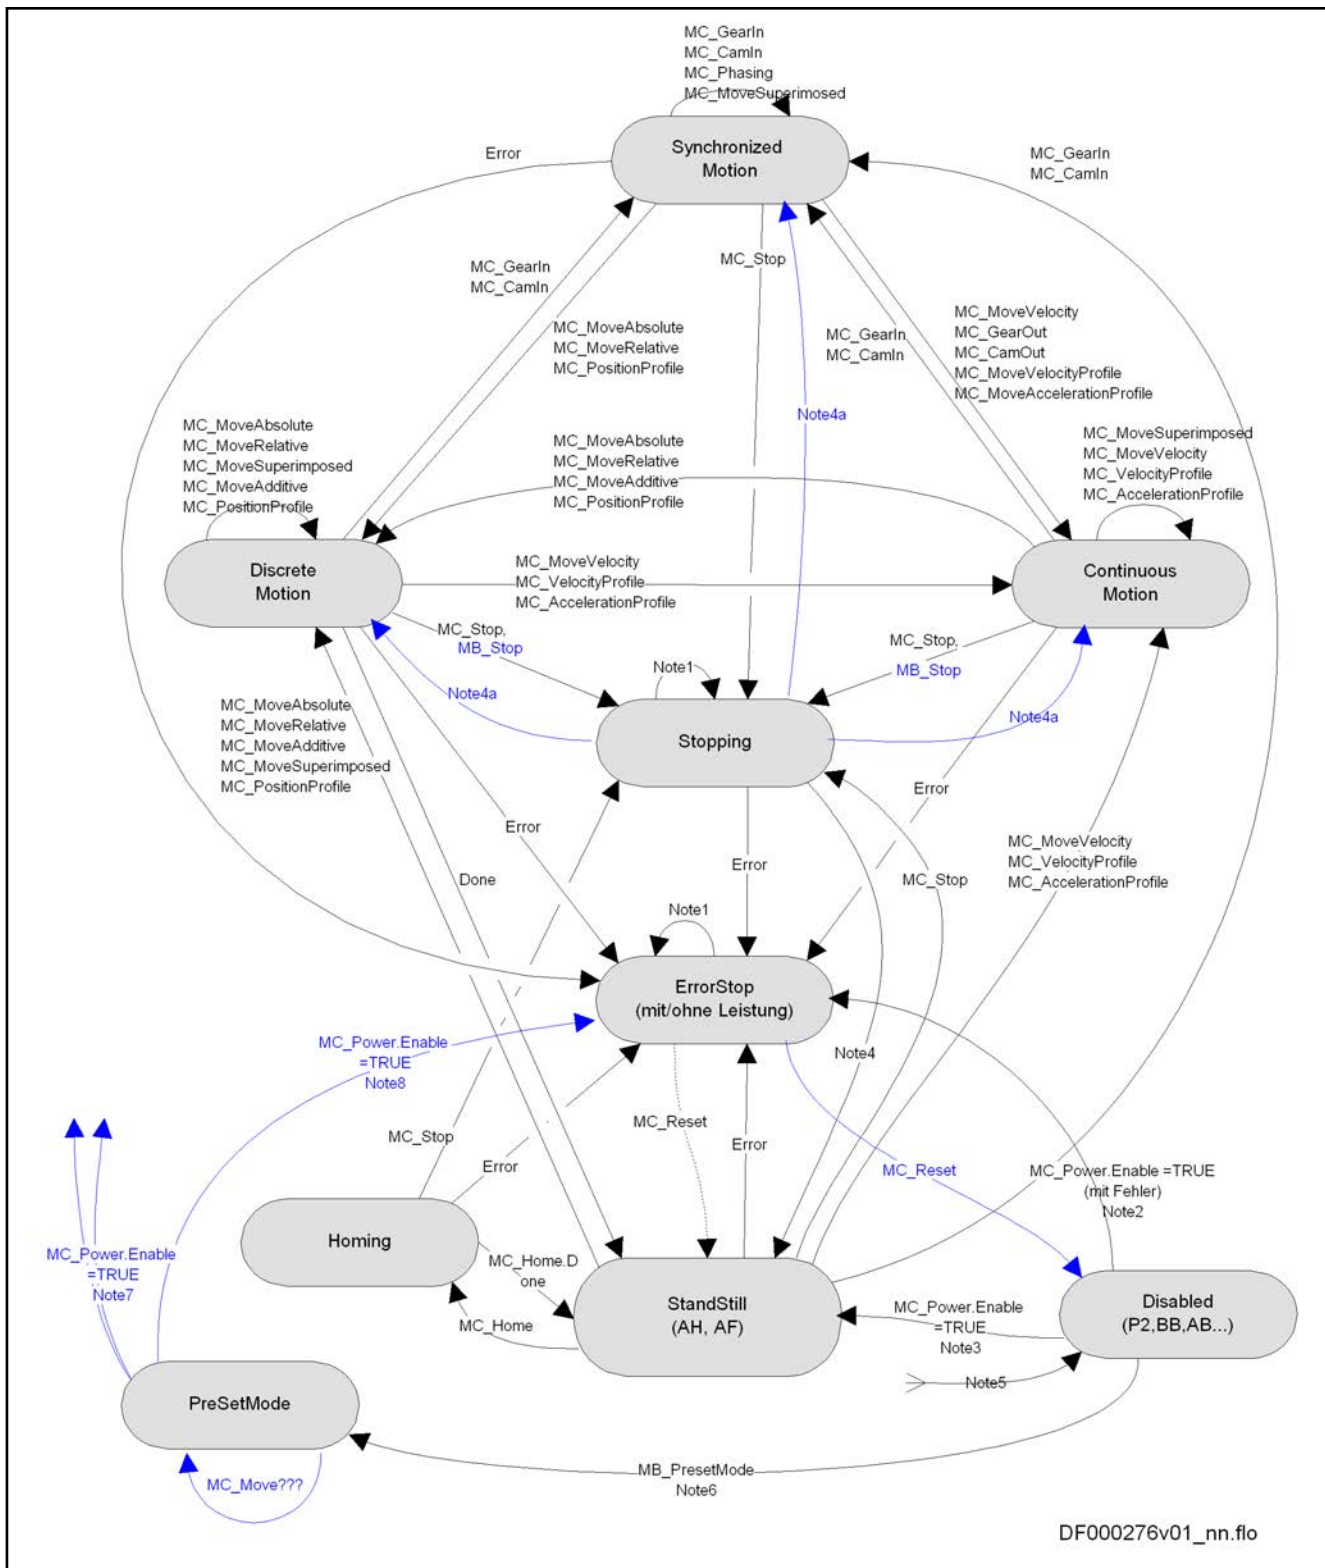 MC_GearIn
MC_CamIn
MC_Phasing
MC_MoveSuperimosed
Synchronized
Motion
Error
MC_GearIn
MC_CamIn
MC_GearIn
MC_CamIn
MC_Stop
MC_MoveAbsolute
MC_MoveRelative
MC_PositionProfile
MC_GearIn
MC_CamIn
MC_MoveVelocity
MC_GearOut
MC_CamOut
MC_MoveVelocityProfile
MC_MoveAccelerationProfile
Note4a
MC_MoveAbsolute
MC_MoveRelative
MC_MoveSuperimposed
MC_MoveAdditive
MC_PositionProfile
MC_MoveAbsolute
MC_MoveRelative
MC_MoveAdditive
MC_PositionProfile
MC_MoveSuperimposed
MC_MoveVelocity
MC_VelocityProfile
MC_AccelerationProfile
Discrete
Motion
MC_MoveVelocity
MC_VelocityProfile
MC_AccelerationProfile
Continuous
Motion
MC_Stop,
MB_Stop
MC_Stop,
MB_Stop
Note1
Note4a
Note4a
Stopping
MC_MoveAbsolute
MC_MoveRelative
MC_MoveAdditive
MC_MoveSuperimposed
MC_PositionProfile
Error
Error
Error
Done
MC_Stop
MC_MoveVelocity
MC_VelocityProfile
MC_AccelerationProfile
Note1
ErrorStop
(mit/ohne Leistung)
MC_Power.Enable
=TRUE
Note8
Note4
MC_Stop
MC_Reset
Error
Error
MC_Reset
MC_Power.Enable =TRUE
(mit Fehler)
Note2
Homing
MC_Home.D
one
MC_Home
StandStill
(AH, AF)
MC_Power.Enable
=TRUE
Note3
Disabled
(P2,BB,AB...)
MC_Power.Enable
=TRUE
Note7
Note5
PreSetMode
MC_Move???
MB_PresetMode
Note6
DF000276v01_nn.flo